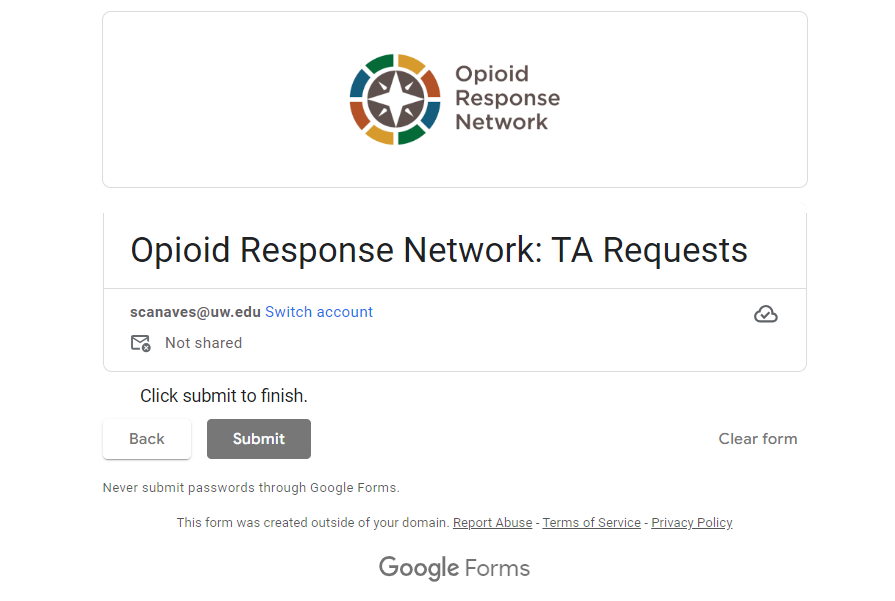 Opioid
Response
Network
Opioid Response Network: TA Requests
scanaves@uw.edu Switch account
Not shared
Click submit to finish.
Back Submit Clear form
Never submit passwords through Google Forms.
This form was created outside of your domain. Report Abuse - Terms of Service - Privacy Policy
Google Forms